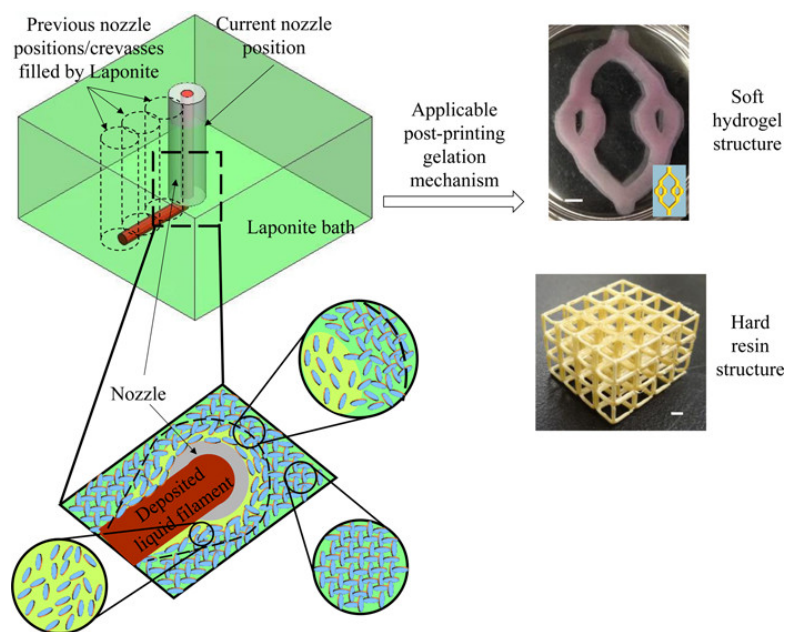 Previous nozzle
positions/crevasses
filled by Laponite
Current nozzle
position
Laponite bath
Applicable
post-printing
gelation
mechanism
Soft
hydrogel
structure
Hard
resin
structure
Nozzle
Deposited
liquid filament